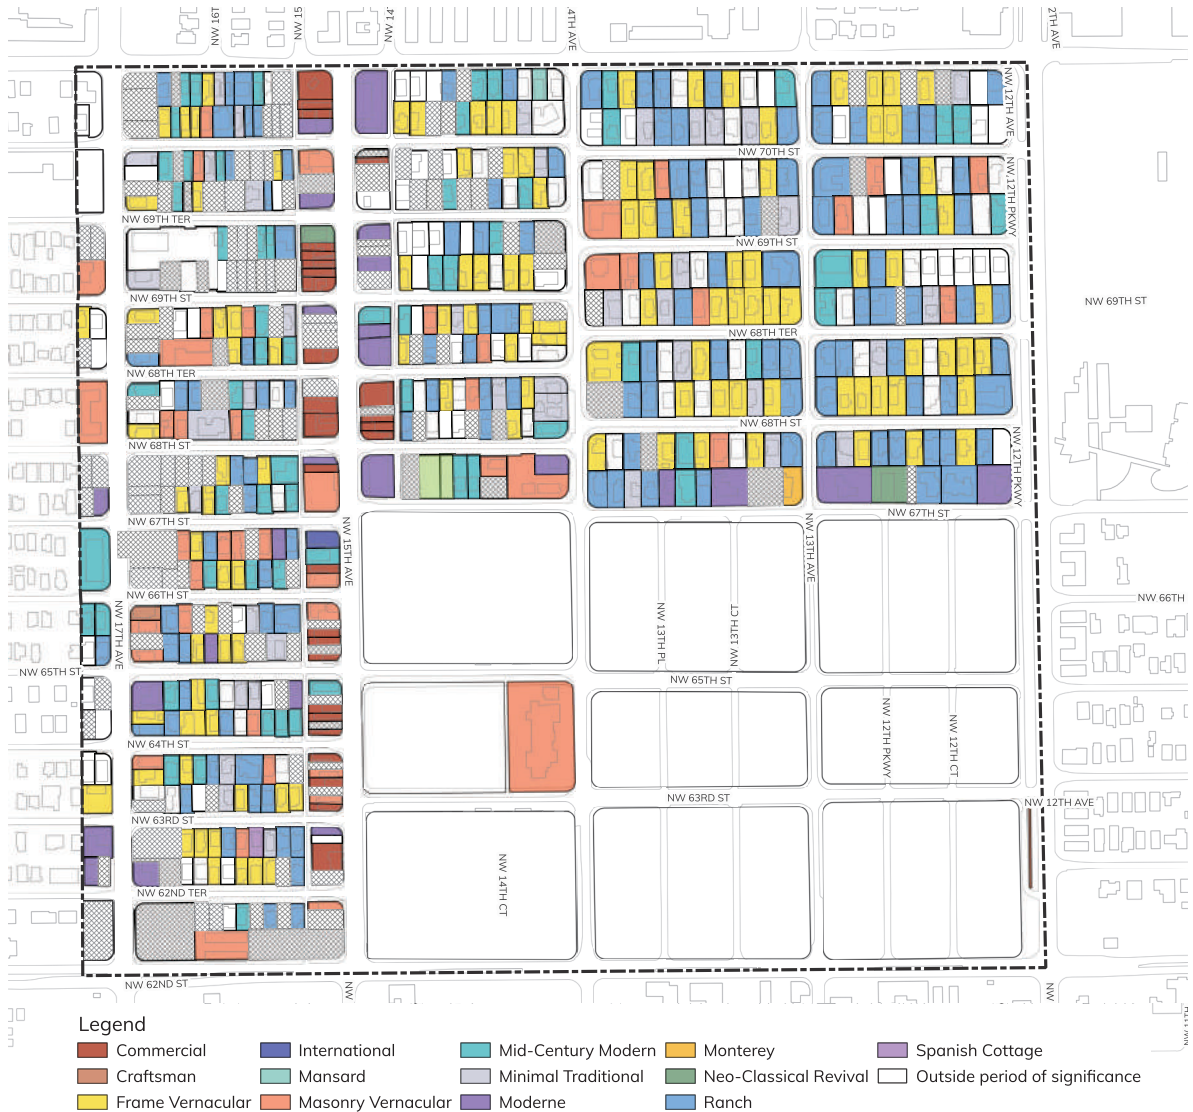 NW 16T
NW 15
NW 14
4TH AVE
2TH AVE
NW 12TH AVE
NW 70TH ST
NW 12TH PKWY
NW 69TH TER
NW 69TH ST
NW 69TH ST
NW 69TH ST
NW 68TH TER
NW 68TH TER
NW 68TH ST
NW 68TH ST
NW 12TH PKWY
NW 67TH ST
NW 67TH ST
NW 15TH AVE
NW 13TH AVE
NW 66TH ST
NW 66TH
NW 17TH AVE
NW 13TH PL
NW 13TH CT
NW 65TH ST
NW 65TH ST
NW 12TH PKWY
NW 12TH CT
NW 64TH ST
NW 63RD ST
NW 12TH AVE
NW 63RD ST
NW 14TH CT
NW 62ND TER
NW 62ND ST
NW
NW
Legend
Commercial
International
Mid-Century Modern
Monterey
Spanish Cottage
Craftsman
Mansard
Minimal Traditional
Neo-Classical Revival
Outside period of significance
Frame Vernacular
Masonry Vernacular
Moderne
Ranch